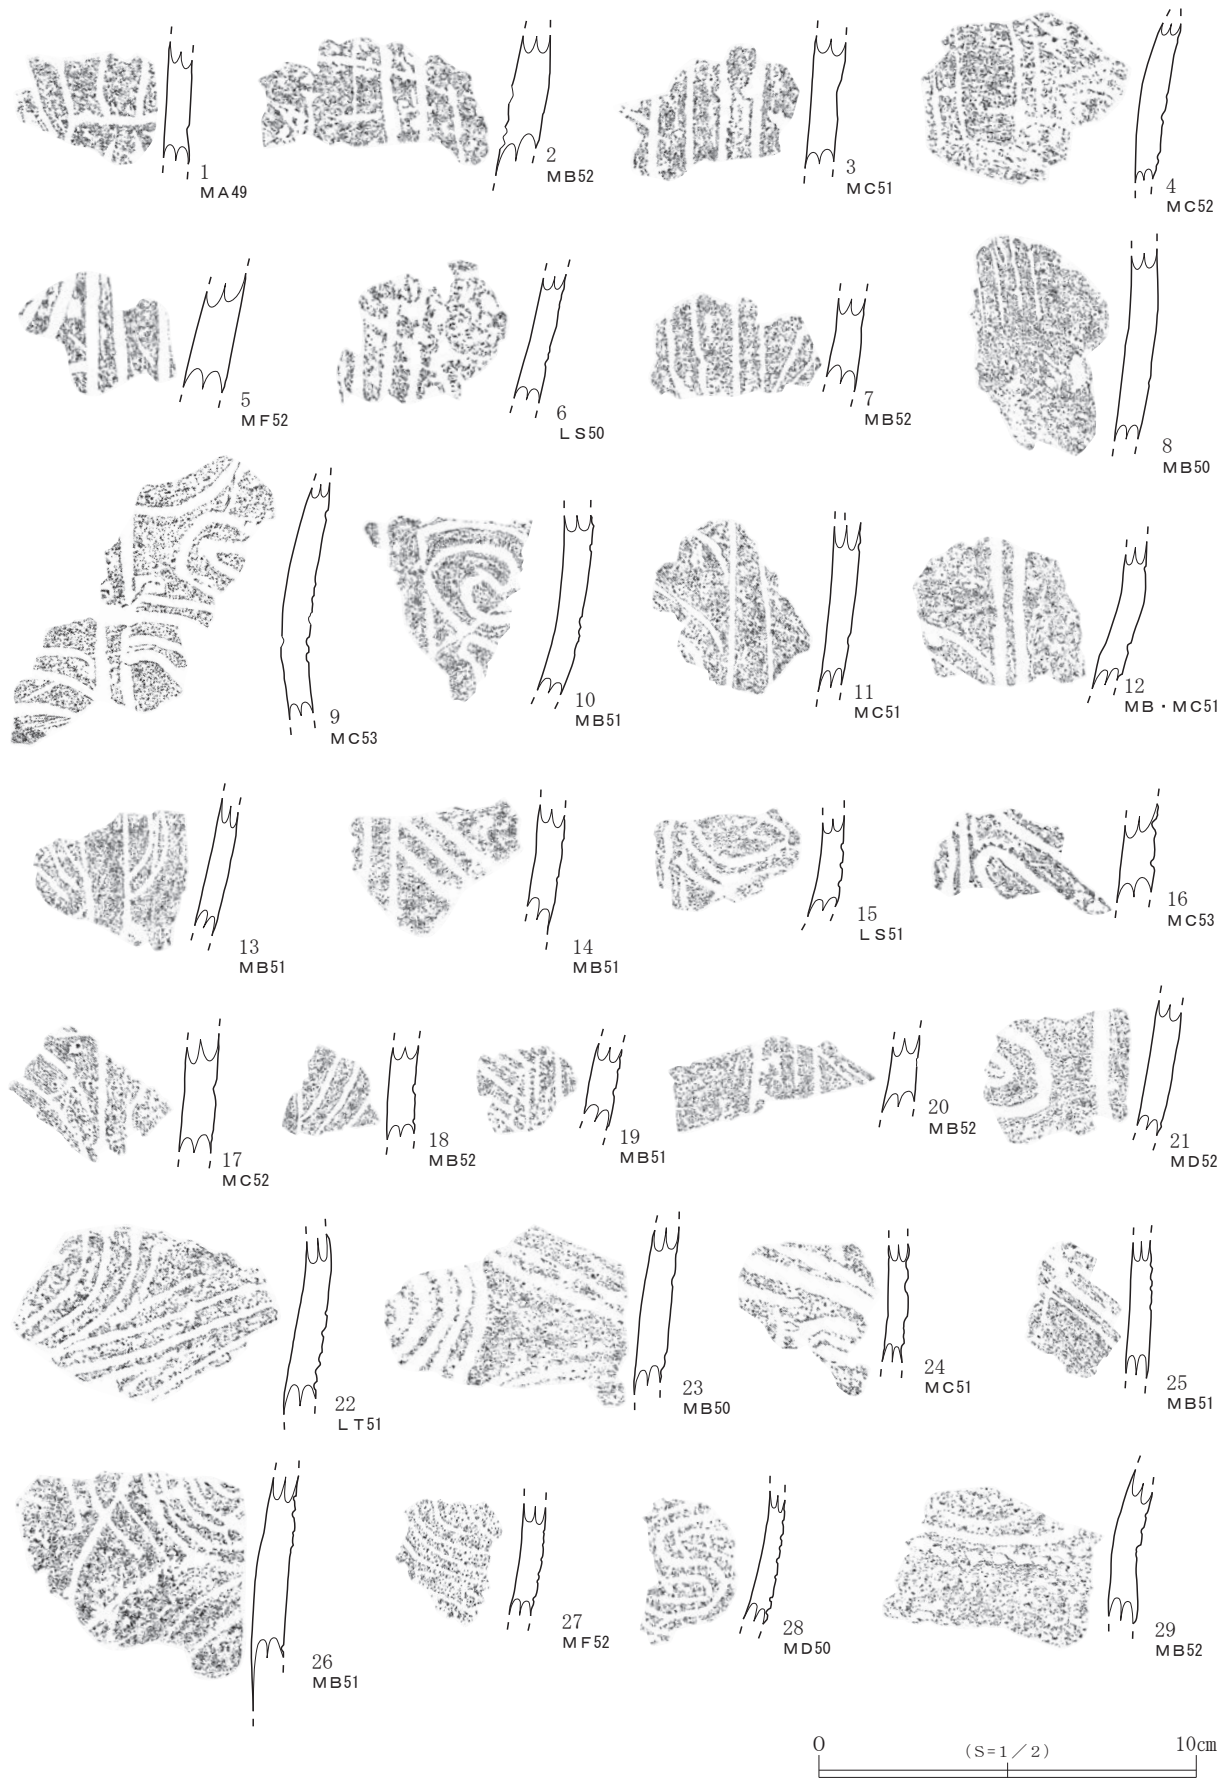 1
MA49
2
MB52
3
MC51
4
MC52
5
MF52
6
LS50
7
MB52
8
MB50
9
MC53
10
MB51
11
MC51
12
MB・MC51
13
MB51
14
MB51
15
LS51
16
MC53
17
MC52
18
MB52
19
MB51
20
MB52
21
MD52
22
LT51
23
MB50
24
MC51
25
MB51
26
MB51
27
MF52
28
MD50
29
MB52
0 (S=1/2) 10cm